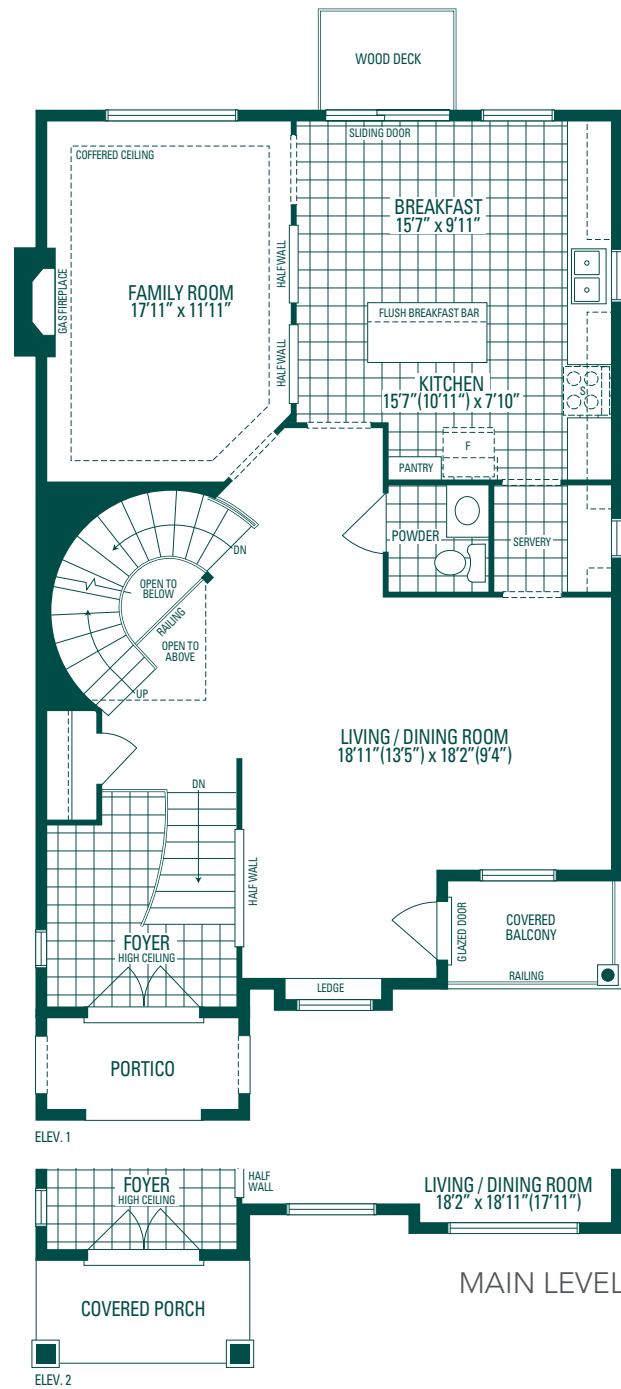 WOOD DECK
SLIDING DOOR
COFFERED CEILING
BREAKFAST
15'7" x 9'11"
HALF WALL
GAS FIREPLACE
FAMILY ROOM
17'11" x 11'11"
FLUSH BREAKFAST BAR
HALF WALL
KITCHEN
15'7"(10'11") x 7'10"
S
F
PANTRY
POWDER
SERVERY
DN
OPEN TO
BELOW
RAILING
OPEN TO
ABOVE
UP
LIVING / DINING ROOM
18'11"(13'5") x 18'2"(9'4")
DN
HALF WALL
GLAZED DOOR
COVERED
BALCONY
FOYER
HIGH CEILING
RAILING
LEDGE
PORTICO
ELEV. 1
FOYER
HIGH CEILING
HALF
WALL
LIVING / DINING ROOM
18'2" x 18'11"(17'11")
MAIN LEVEL
COVERED PORCH
ELEV. 2